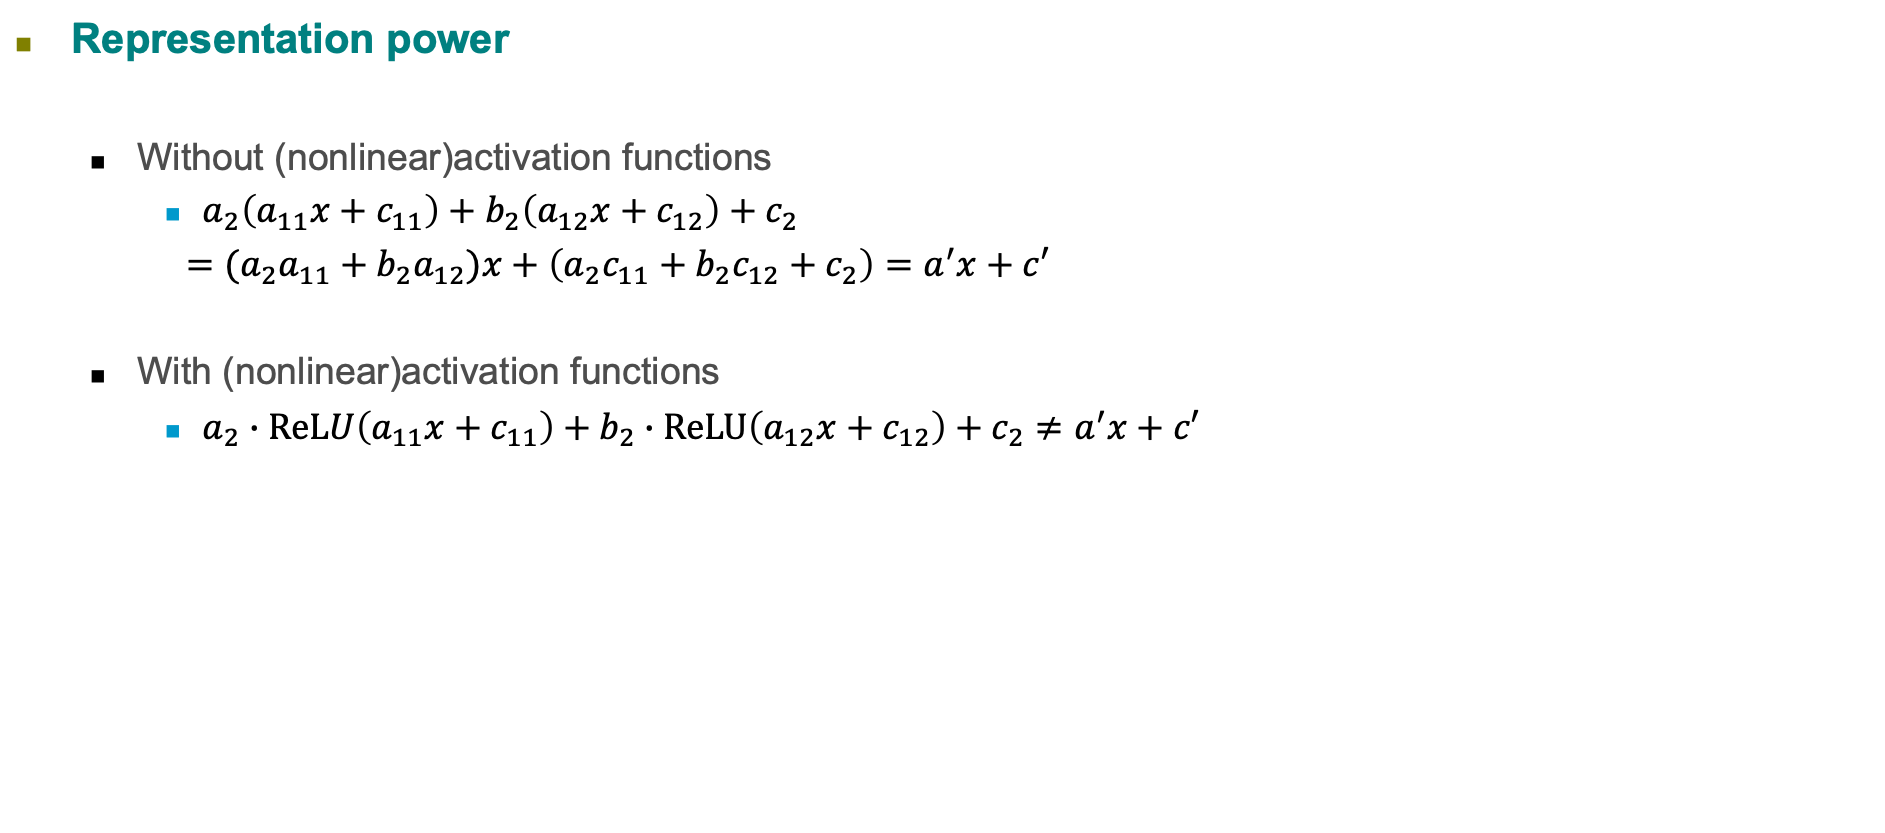 Representation power
Without (nonlinear)activation functions
a₂(a₁₁x + c₁₁) + b₂(a₁₂x + c₁₂) + c₂
= (a₂a₁₁ + b₂a₁₂)x + (a₂c₁₁ + b₂c₁₂ + c₂) = a′x + c′
With (nonlinear)activation functions
a₂ · ReLU(a₁₁x + c₁₁) + b₂ · ReLU(a₁₂x + c₁₂) + c₂ ≠ a′x + c′